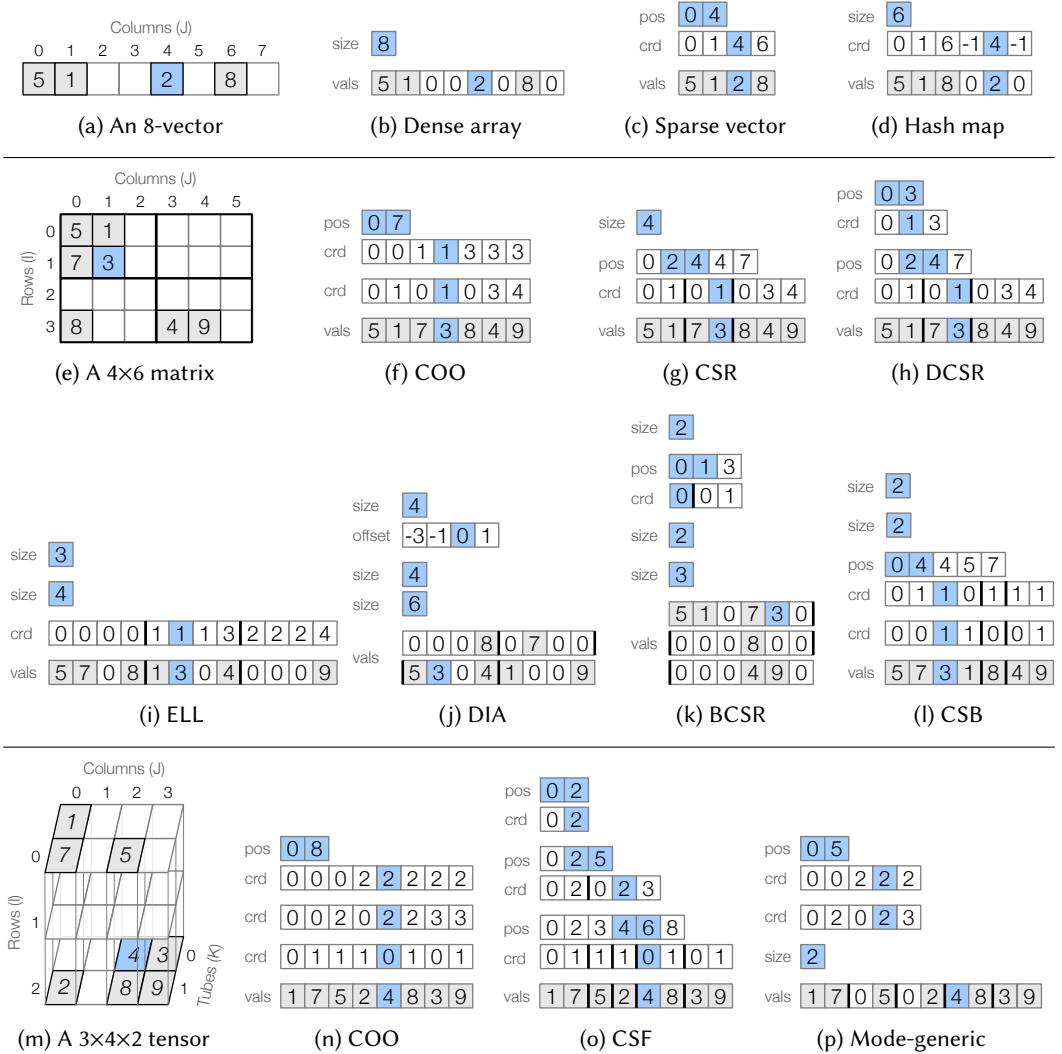 Columns (J)
0 1 2 3 4 5 6 7
5 1 2 8
(a) An 8-vector
size 8
vals 5 1 0 0 2 0 8 0
(b) Dense array
pos 0 4
crd 0 1 4 6
vals 5 1 2 8
(c) Sparse vector
size 6
crd 0 1 6 -1 4 -1
vals 5 1 8 0 2 0
(d) Hash map
Columns (J)
0 1 2 3 4 5
Rows (I)
0 5 1
1 7 3
2
3 8 4 9
(e) A 4×6 matrix
pos 0 7
crd 0 0 1 1 3 3 3
crd 0 1 0 1 0 3 4
vals 5 1 7 3 8 4 9
(f) COO
size 4
pos 0 2 4 4 7
crd 0 1 0 1 0 3 4
vals 5 1 7 3 8 4 9
(g) CSR
pos 0 3
crd 0 1 3
pos 0 2 4 7
crd 0 1 0 1 0 3 4
vals 5 1 7 3 8 4 9
(h) DCSR
size 3
size 4
crd 0 0 0 0 1 1 1 3 2 2 2 4
vals 5 7 0 8 1 3 0 4 0 0 0 9
(i) ELL
size 4
offset -3 -1 0 1
size 4
size 6
vals
0 0 0 8 0 7 0 0
5 3 0 4 1 0 0 9
(j) DIA
size 2
pos 0 1 3
crd 0 0 1
size 2
size 3
5 1 0 7 3 0
vals 0 0 0 8 0 0
0 0 0 4 9 0
(k) BCSR
size 2
size 2
pos 0 4 4 5 7
crd 0 1 1 0 1 1 1
crd 0 0 1 1 0 0 1
vals 5 7 3 1 8 4 9
(l) CSB
Columns (J)
0 1 2 3
Rows (I)
1
0 7 5
1
4 3 0
2 2 8 9 1
Tubes (K)
(m) A 3×4×2 tensor
pos 0 8
crd 0 0 0 2 2 2 2 2
crd 0 0 2 0 2 2 3 3
crd 0 1 1 1 0 1 0 1
vals 1 7 5 2 4 8 3 9
(n) COO
pos 0 2
crd 0 2
pos 0 2 5
crd 0 2 0 2 3
pos 0 2 3 4 6 8
crd 0 1 1 1 0 1 0 1
vals 1 7 5 2 4 8 3 9
(o) CSF
pos 0 5
crd 0 0 2 2 2
crd 0 2 0 2 3
size 2
vals 1 7 0 5 0 2 4 8 3 9
(p) Mode-generic